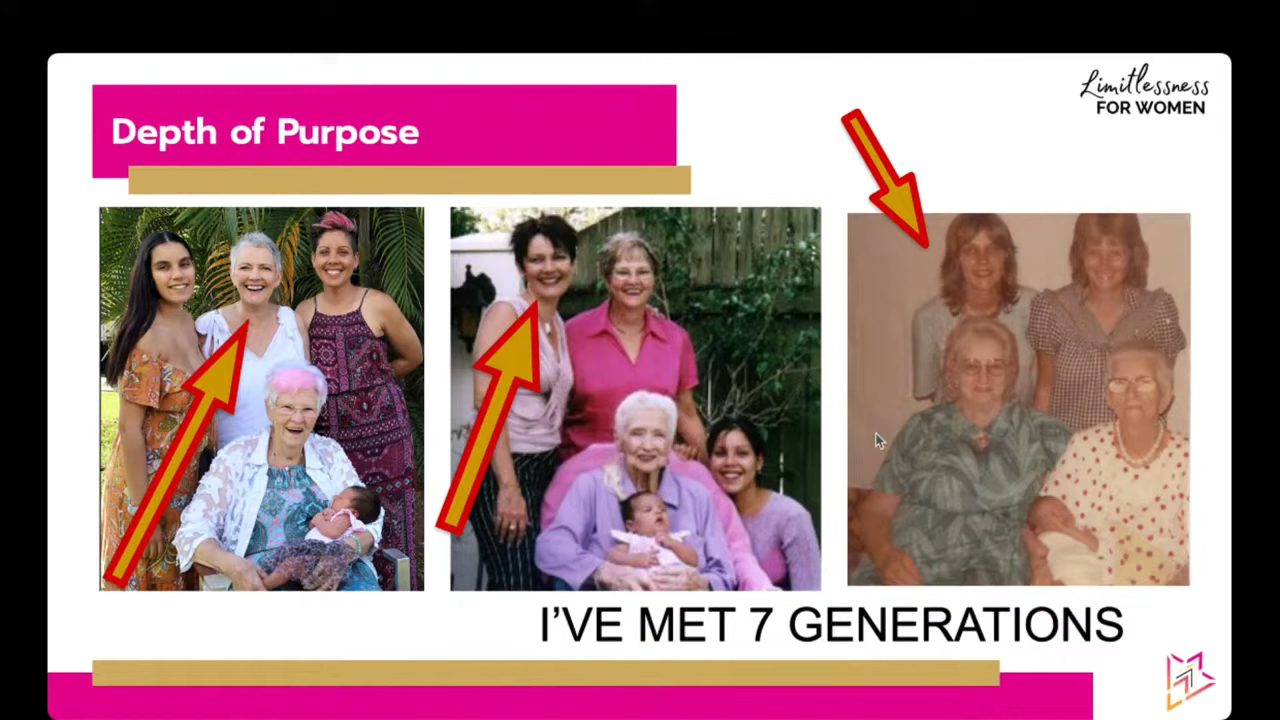 Depth of Purpose
Limitlessness
FOR WOMEN
I'VE MET 7 GENERATIONS